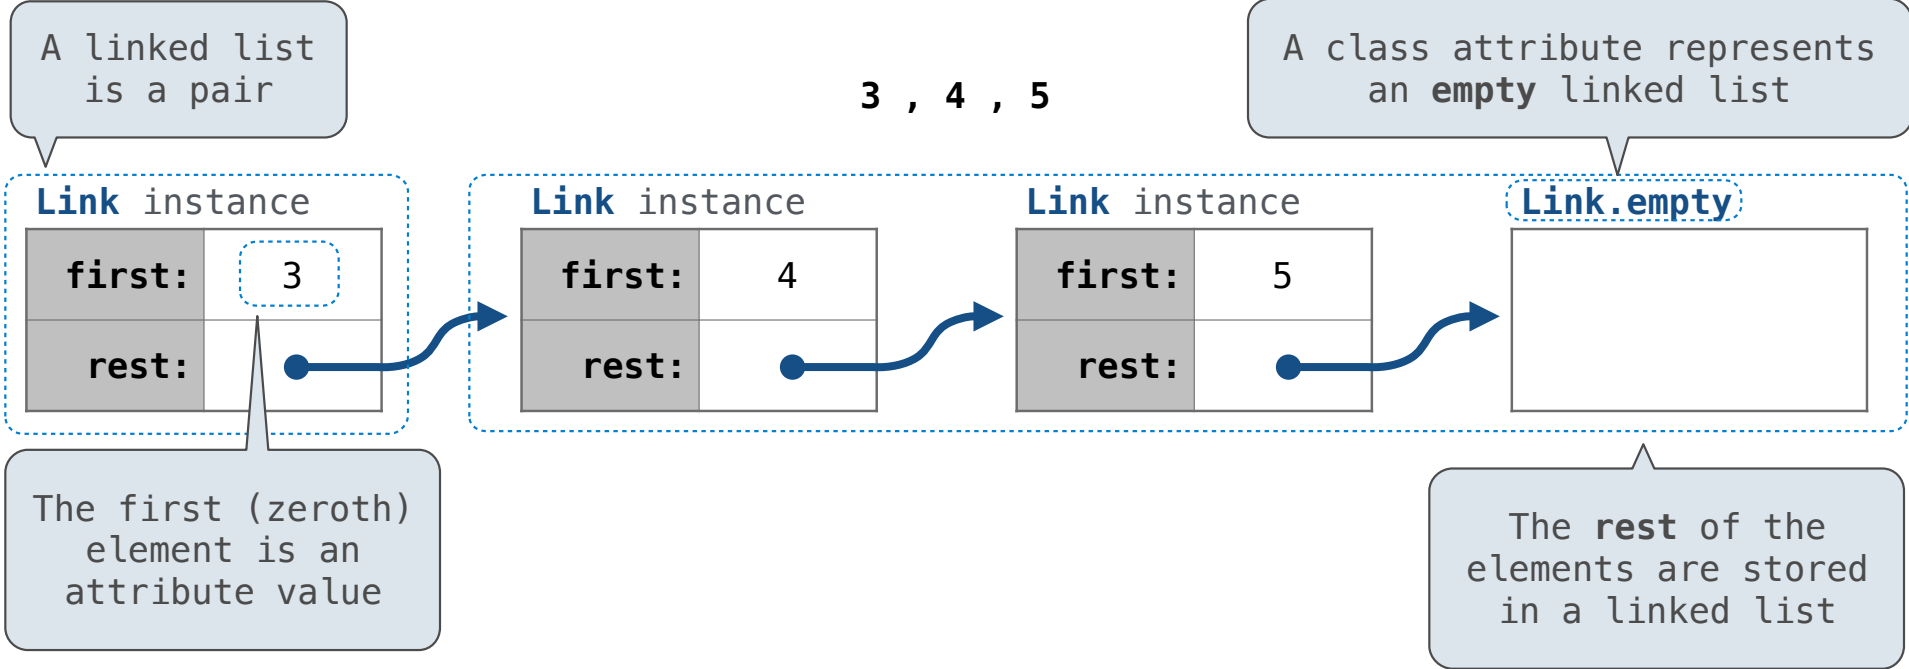 A linked list
is a pair
3 , 4 , 5
A class attribute represents
an empty linked list
Link instance
first: 3
rest:
Link instance
first: 4
rest:
Link instance
first: 5
rest:
Link.empty
The first (zeroth)
element is an
attribute value
The rest of the
elements are stored
in a linked list